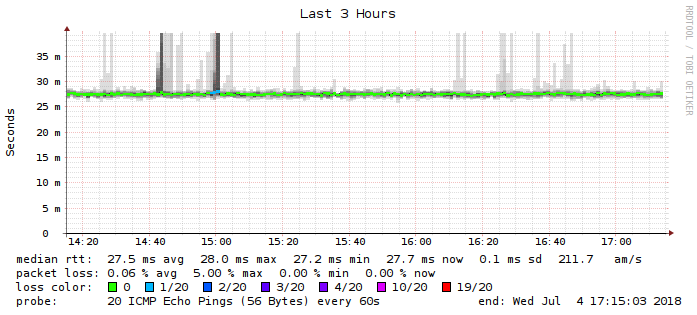 Last 3 Hours
RRDTOOL / TOBI OETIKER
Seconds
35 m
30 m
25 m
20 m
15 m
10 m
5 m
0
14:20 14:40 15:00 15:20 15:40 16:00 16:20 16:40 17:00
median rtt: 27.5 ms avg 28.0 ms max 27.2 ms min 27.7 ms now 0.1 ms sd 211.7 am/s
packet loss: 0.06 % avg 5.00 % max 0.00 % min 0.00 % now
loss color: 0 1/20 2/20 3/20 4/20 10/20 19/20
probe: 20 ICMP Echo Pings (56 Bytes) every 60s end: Wed Jul 4 17:15:03 2018